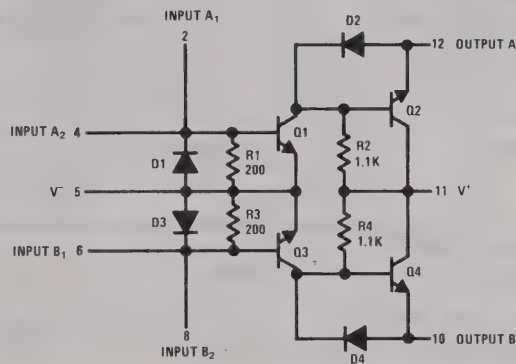 INPUT A₁
2
D2
12 OUTPUT A
INPUT A₂ 4
Q1
Q2
D1
R1
200
R2
1.1K
V⁻ 5
11 V⁺
D3
R3
200
R4
1.1K
INPUT B₁ 6
Q3
Q4
8
INPUT B₂
D4
10 OUTPUT B